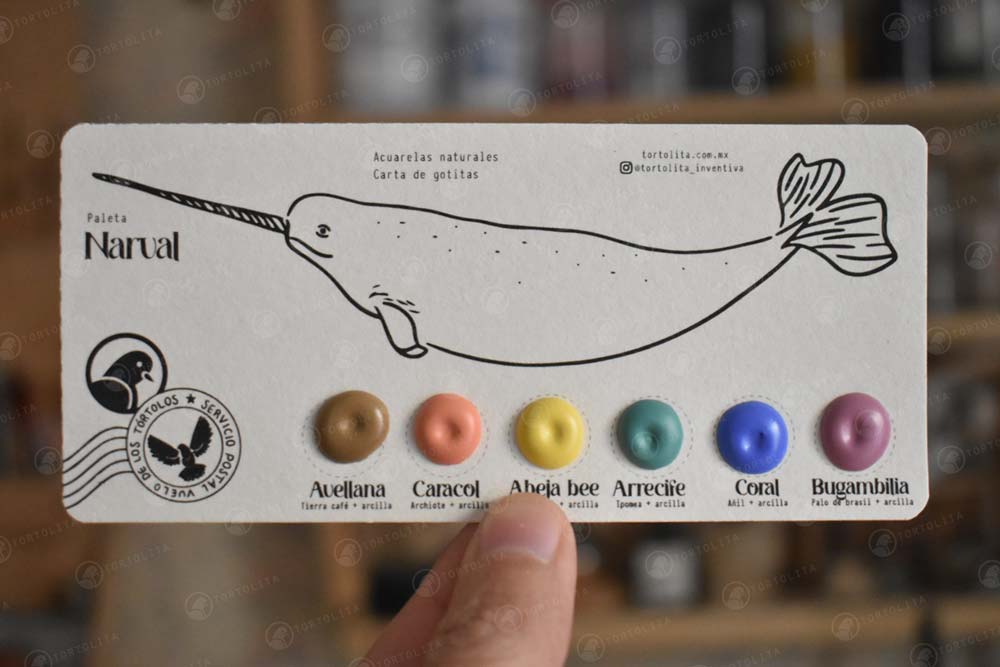 Acuarelas naturales
Carta de gotitas
tortolita.com.mx
@tortolita_inventiva
Paleta
Narval
VUELO DE LOS TÓRTOLOS ★ SERVICIO POSTAL
Avellana
Tierra café + arcilla
Caracol
Archiote + arcilla
Abeja bee
+ arcilla
Arrecife
Ipomea + arcilla
Coral
Añil + arcilla
Bugambilia
Palo de brasil + arcilla
TORTOLITA